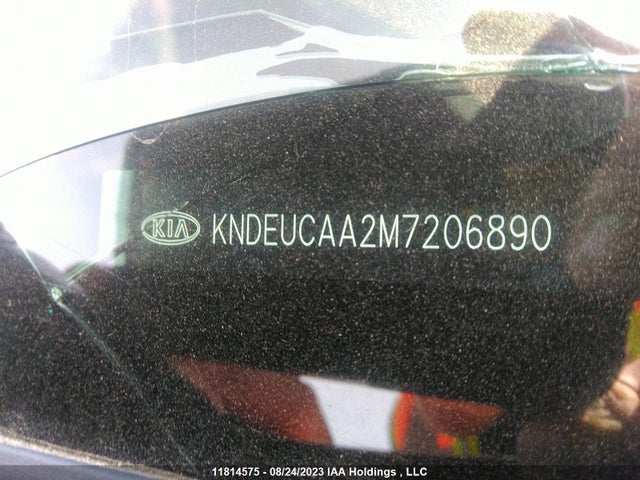 KIA KNDEUCAA2M7206890
11814575 - 08/24/2023 IAA Holdings , LLC